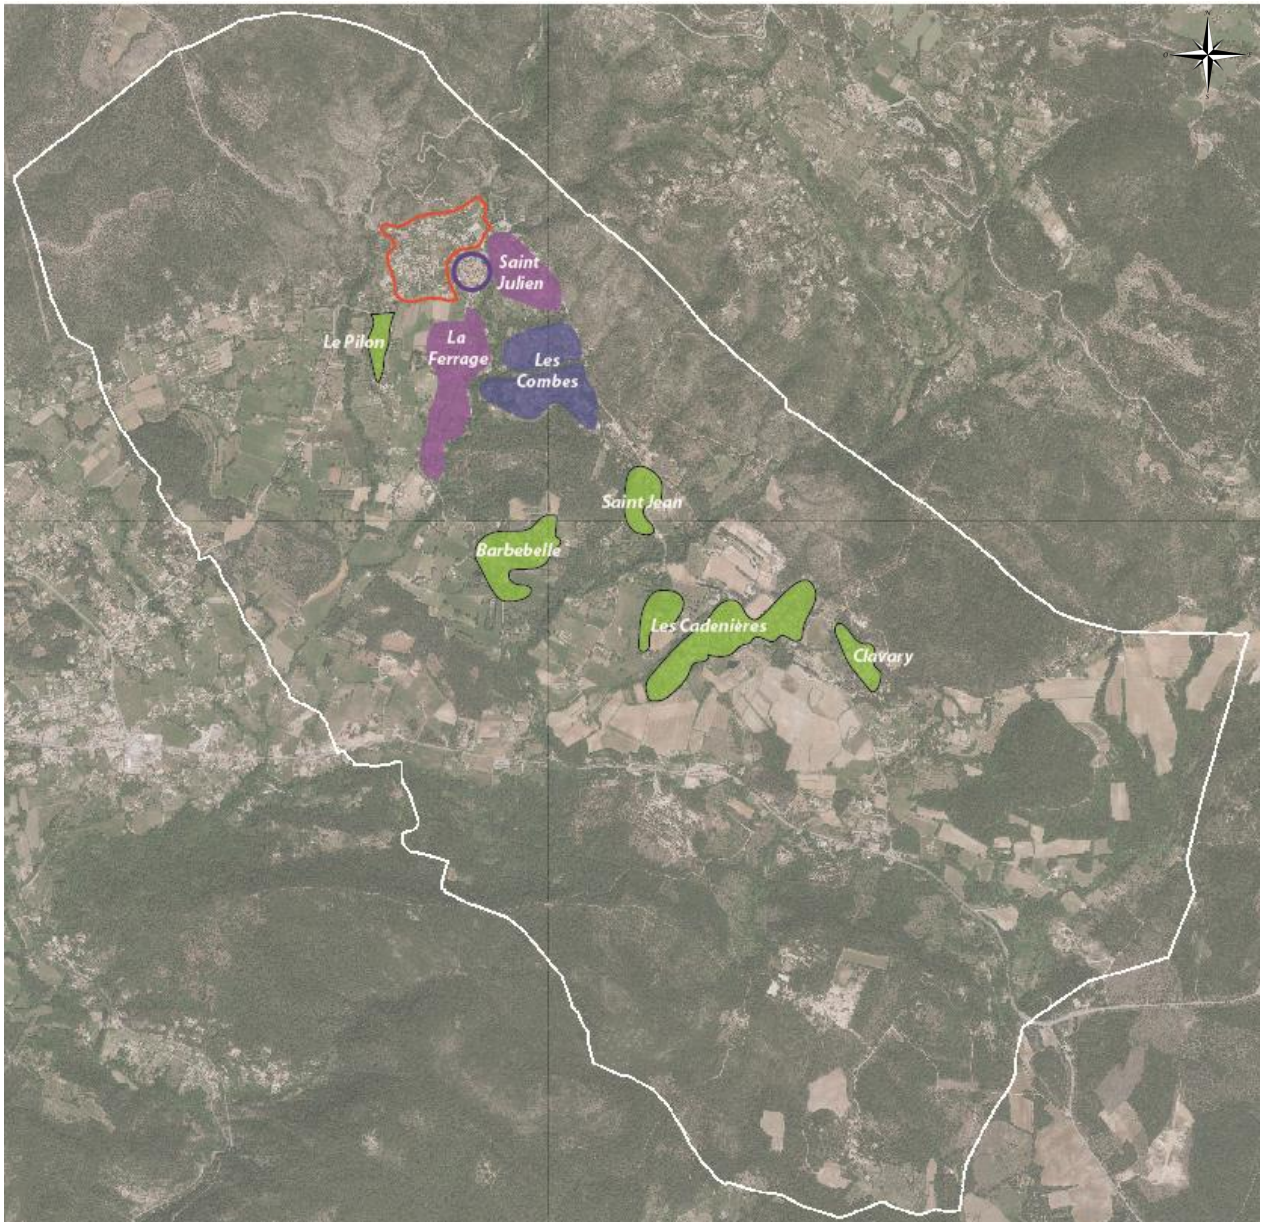 Saint
Julien
Le Pilon
La
Ferrage
Les
Combes
Saint Jean
Barbebelle
Les Cadenières
Clavary